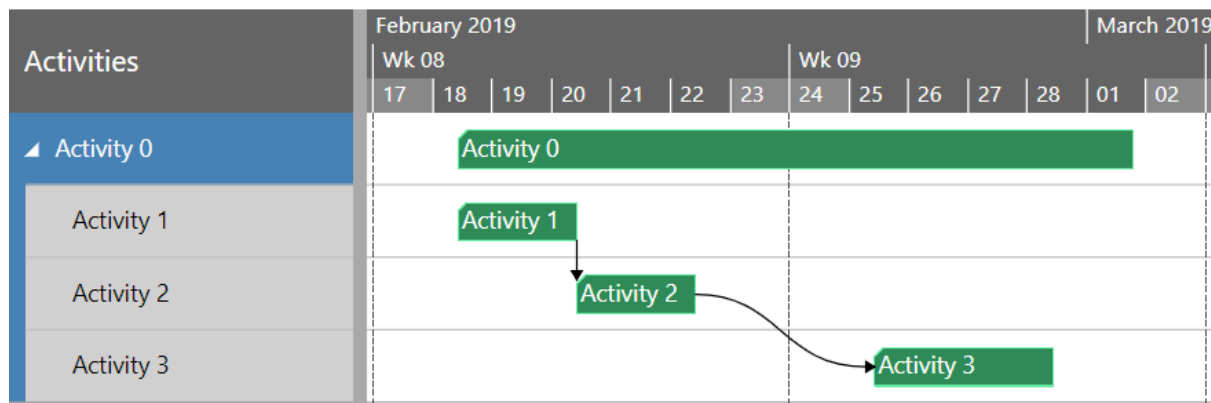 Activities
February 2019 March 2019
Wk 08 Wk 09
17 18 19 20 21 22 23 24 25 26 27 28 01 02
Activity 0 Activity 0
Activity 1 Activity 1
Activity 2 Activity 2
Activity 3 Activity 3